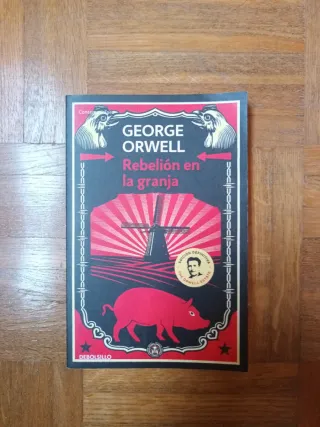 GEORGE
ORWELL
Rebelión en
la granja
DEBOLSILLO